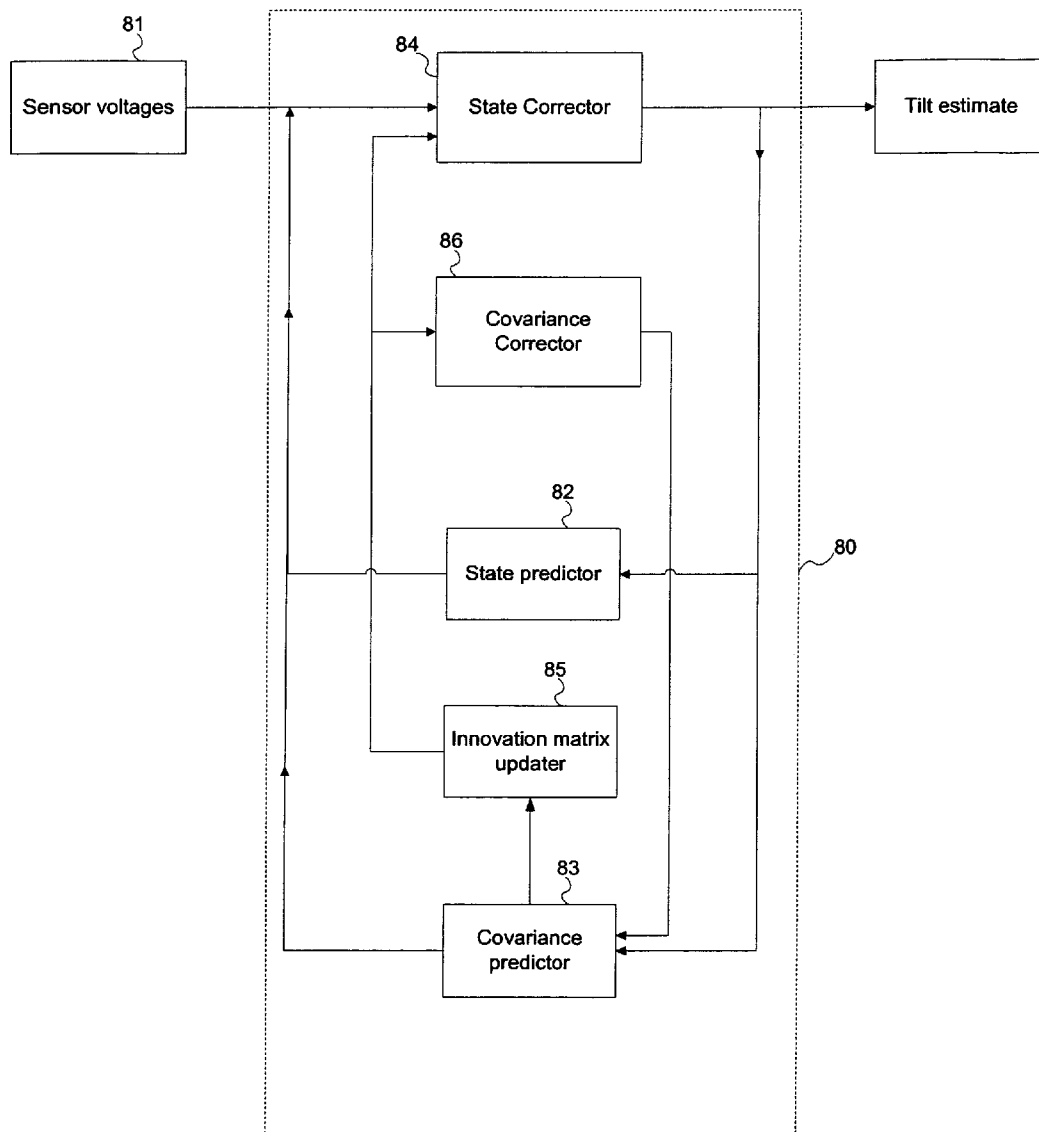 81
Sensor voltages
84
State Corrector
Tilt estimate
86
Covariance
Corrector
82
State predictor
80
85
Innovation matrix
updater
83
Covariance
predictor